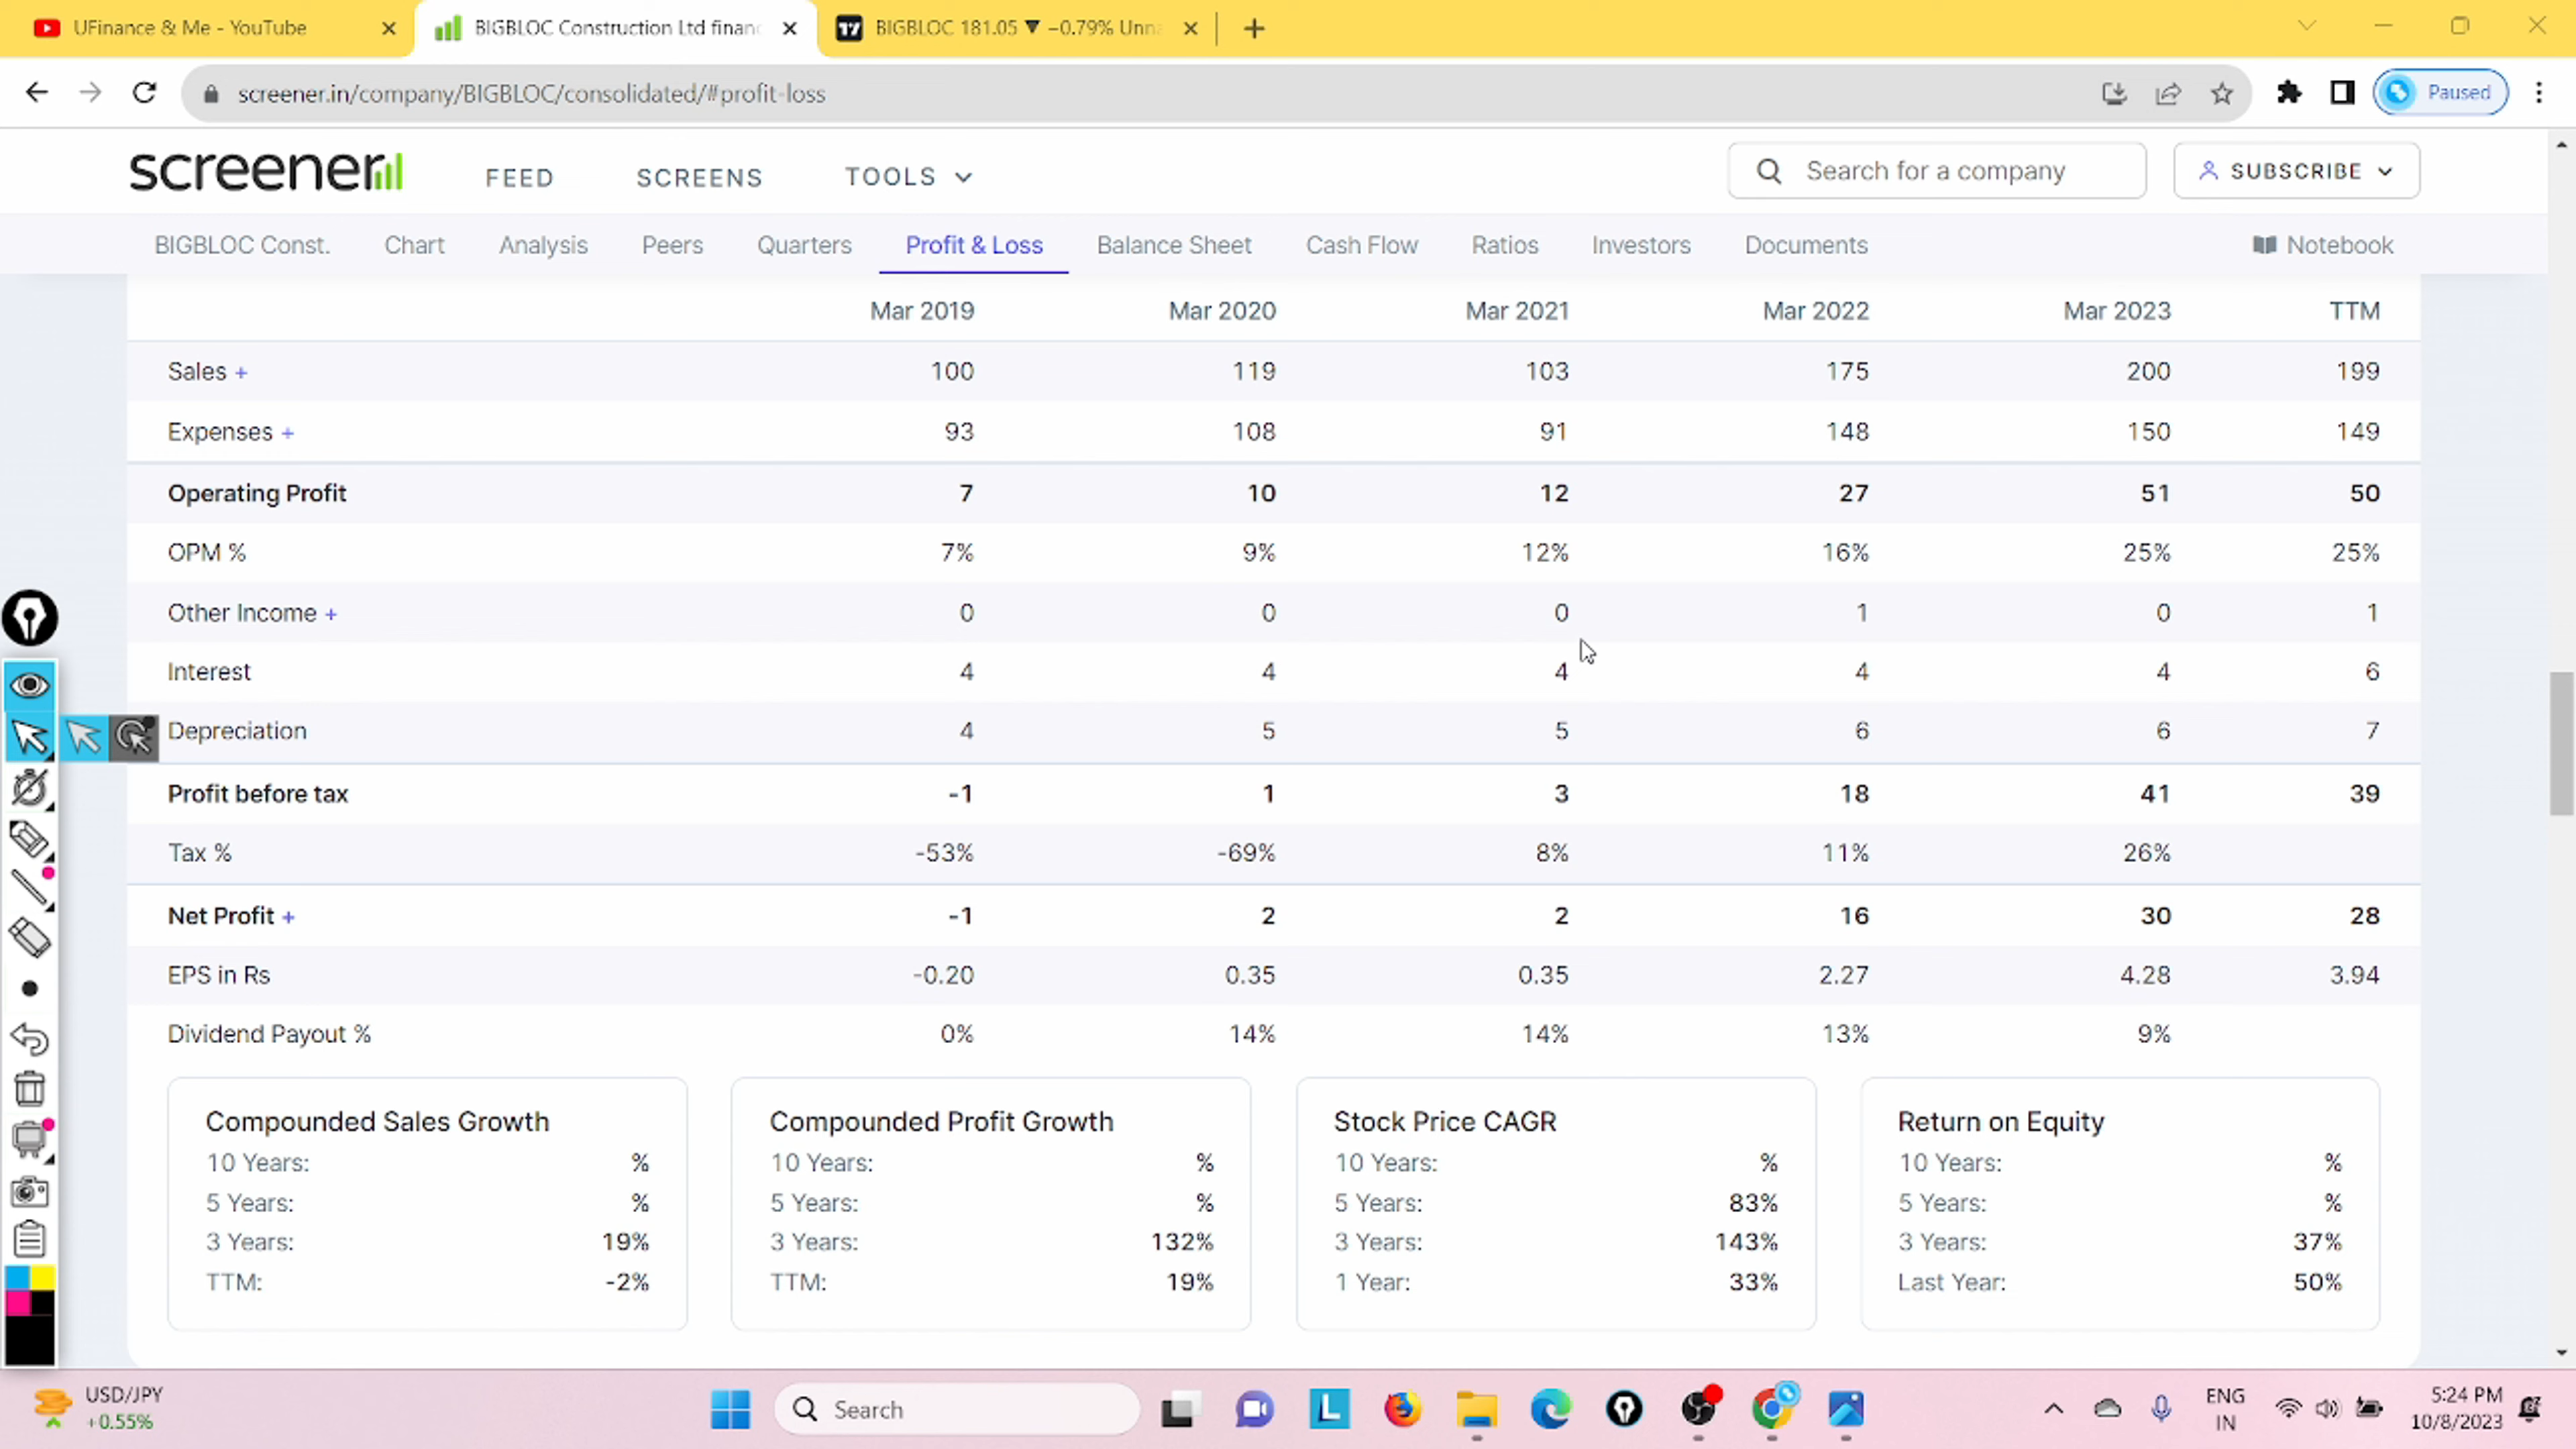 UFinance & Me - YouTube
BIGBLOC Construction Ltd finan
BIGBLOC 181.05 ▼ −0.79% Unn
screener.in/company/BIGBLOC/consolidated/#profit-loss
Paused
screener
FEED
SCREENS
TOOLS
Search for a company
SUBSCRIBE
BIGBLOC Const.
Chart
Analysis
Peers
Quarters
Profit & Loss
Balance Sheet
Cash Flow
Ratios
Investors
Documents
Notebook
Mar 2019 Mar 2020 Mar 2021 Mar 2022 Mar 2023 TTM
Sales + 100 119 103 175 200 199
Expenses + 93 108 91 148 150 149
Operating Profit 7 10 12 27 51 50
OPM % 7% 9% 12% 16% 25% 25%
Other Income + 0 0 0 1 0 1
Interest 4 4 4 4 4 6
Depreciation 4 5 5 6 6 7
Profit before tax -1 1 3 18 41 39
Tax % -53% -69% 8% 11% 26%
Net Profit + -1 2 2 16 30 28
EPS in Rs -0.20 0.35 0.35 2.27 4.28 3.94
Dividend Payout % 0% 14% 14% 13% 9%
Compounded Sales Growth
10 Years: %
5 Years: %
3 Years: 19%
TTM: -2%
Compounded Profit Growth
10 Years: %
5 Years: %
3 Years: 132%
TTM: 19%
Stock Price CAGR
10 Years: %
5 Years: 83%
3 Years: 143%
1 Year: 33%
Return on Equity
10 Years: %
5 Years: %
3 Years: 37%
Last Year: 50%
USD/JPY
+0.55%
Search
L
ENG
IN
5:24 PM
10/8/2023